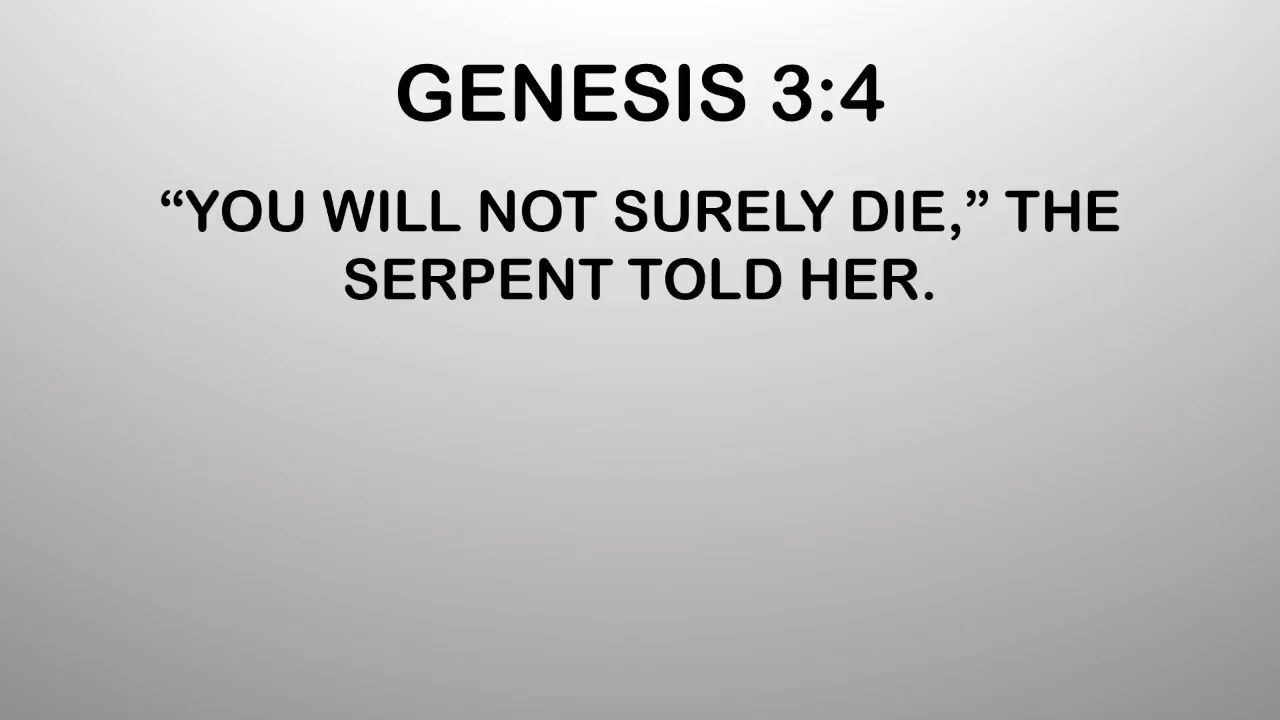 GENESIS 3:4
“YOU WILL NOT SURELY DIE,” THE
SERPENT TOLD HER.